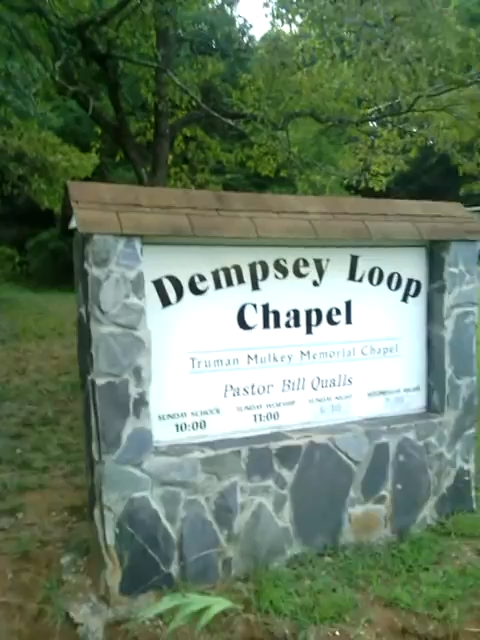 Dempsey Loop
Chapel
Truman Mulkey Memorial Chapel
Pastor Bill Qualls
SUNDAY SCHOOL SUNDAY WORSHIP SUNDAY NIGHT WEDNESDAY NIGHT
10:00 11:00